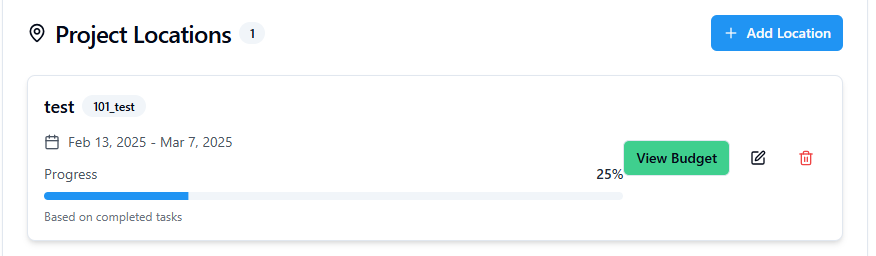 Project Locations 1
+ Add Location
test 101_test
Feb 13, 2025 - Mar 7, 2025
Progress 25%
View Budget
Based on completed tasks